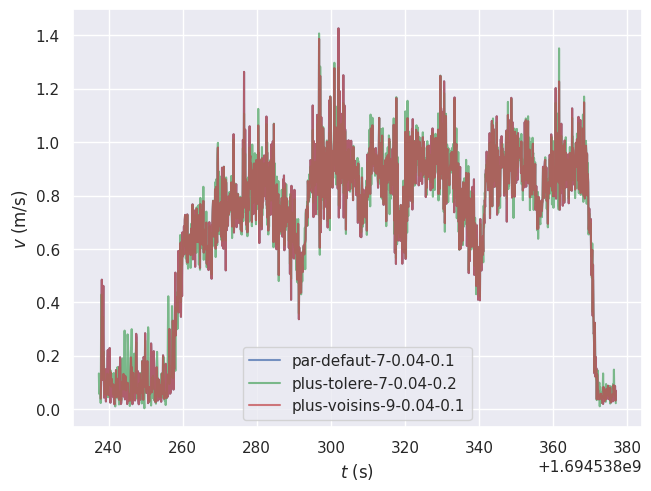 1.4
1.2
1.0
0.8
0.6
0.4
0.2
0.0
v (m/s)
par-defaut-7-0.04-0.1
plus-tolere-7-0.04-0.2
plus-voisins-9-0.04-0.1
240 260 280 300 320 340 360 380
t (s)
+1.694538e9